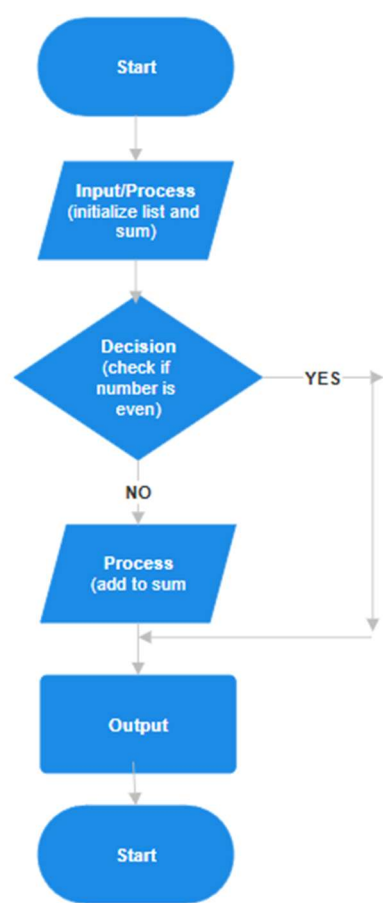 Start
Input/Process
(initialize list and
sum)
Decision
(check if
number is
even)
YES
NO
Process
(add to sum
Output
Start